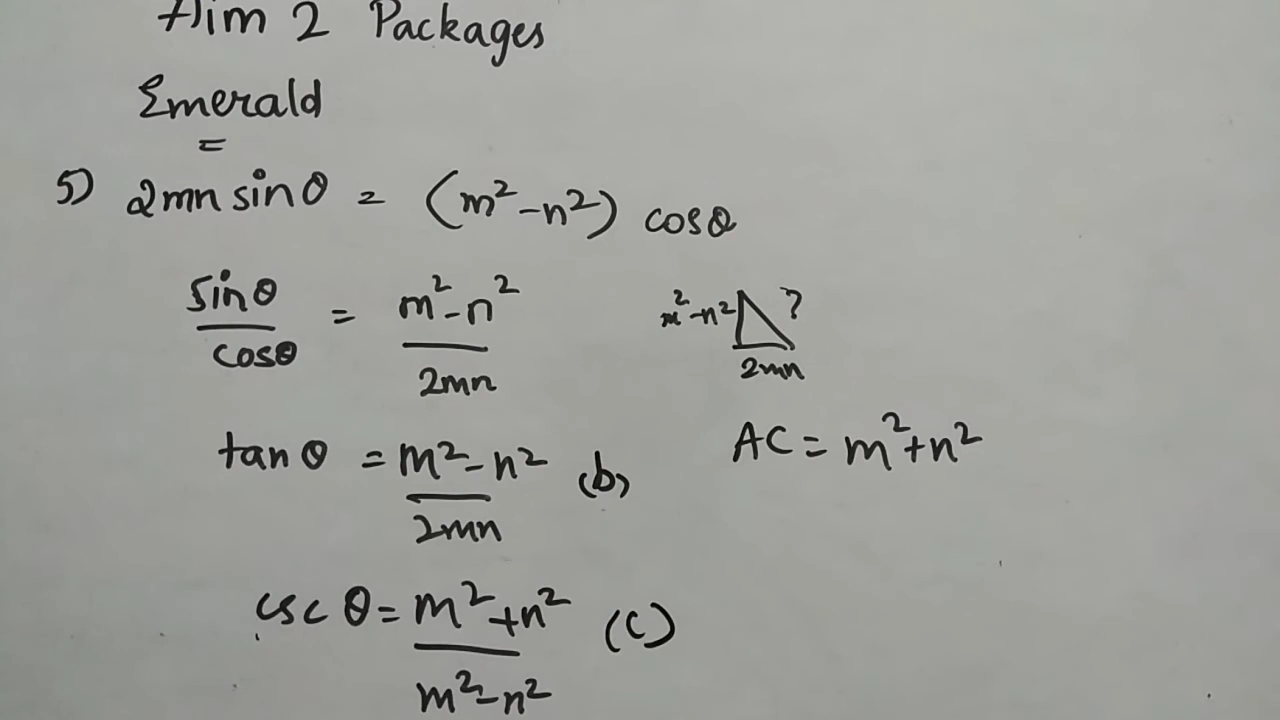 Aim 2 Packages
Emerald
=
5) 2mn sinθ = (m²-n²) cosθ
sinθ/cosθ = m²-n²/2mn
m²-n² ?
2mn
tanθ = m²-n²/2mn (b)
AC = m²+n²
cscθ = m²+n²/m²-n² (c)